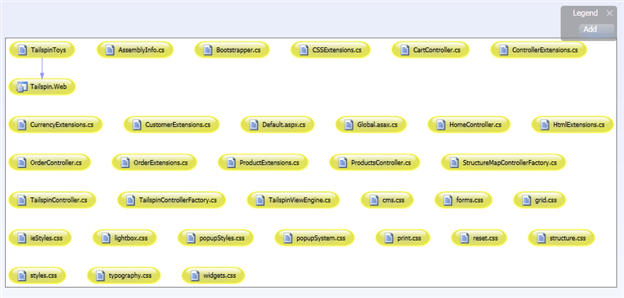 Legend
Add
TailspinToys AssemblyInfo.cs Bootstrapper.cs CSSExtensions.cs CartController.cs ControllerExtensions.cs
Tailspin.Web
CurrencyExtensions.cs CustomerExtensions.cs Default.aspx.cs Global.asax.cs HomeController.cs HtmlExtensions.cs
OrderController.cs OrderExtensions.cs ProductExtensions.cs ProductsController.cs StructureMapControllerFactory.cs
TailspinController.cs TailspinControllerFactory.cs TailspinViewEngine.cs cms.css forms.css grid.css
ieStyles.css lightbox.css popupStyles.css popupSystem.css print.css reset.css structure.css
styles.css typography.css widgets.css